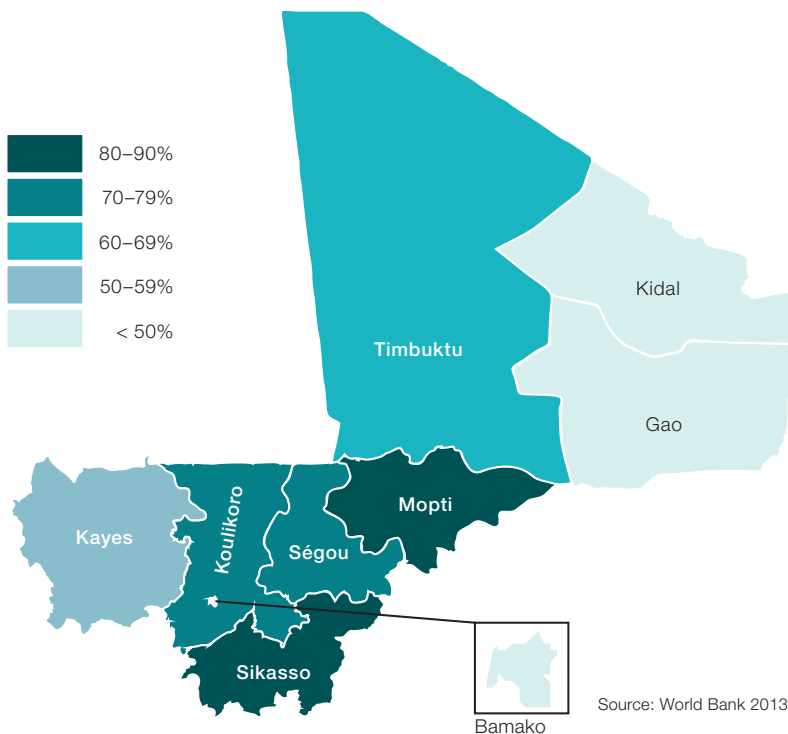 80–90%
70–79%
60–69%
50–59%
< 50%
Kidal
Timbuktu
Gao
Mopti
Koulikoro
Kayes
Ségou
Sikasso
Source: World Bank 2013
Bamako